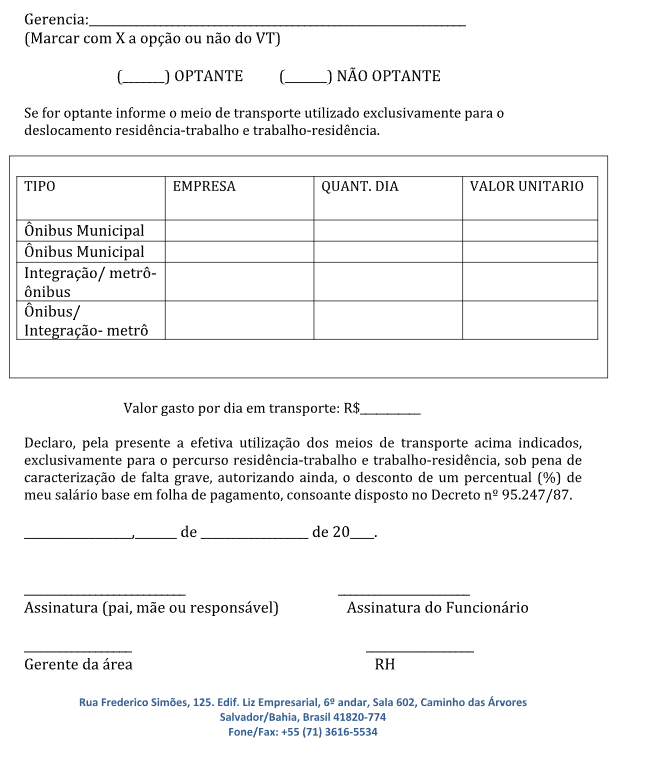 Gerencia:______________________________________________
(Marcar com X a opção ou não do VT)
(______) OPTANTE (______) NÃO OPTANTE
Se for optante informe o meio de transporte utilizado exclusivamente para o
deslocamento residência-trabalho e trabalho-residência.
TIPO EMPRESA QUANT. DIA VALOR UNITARIO
Ônibus Municipal
Ônibus Municipal
Integração/ metrô-
ônibus
Ônibus/
Integração- metrô
Valor gasto por dia em transporte: R$__________
Declaro, pela presente a efetiva utilização dos meios de transporte acima indicados,
exclusivamente para o percurso residência-trabalho e trabalho-residência, sob pena de
caracterização de falta grave, autorizando ainda, o desconto de um percentual (%) de
meu salário base em folha de pagamento, consoante disposto no Decreto nº 95.247/87.
_________________,______ de _________________ de 20____.
Assinatura (pai, mãe ou responsável) Assinatura do Funcionário
Gerente da área RH
Rua Frederico Simões, 125. Edif. Liz Empresarial, 6º andar, Sala 602, Caminho das Árvores
Salvador/Bahia, Brasil 41820-774
Fone/Fax: +55 (71) 3616-5534